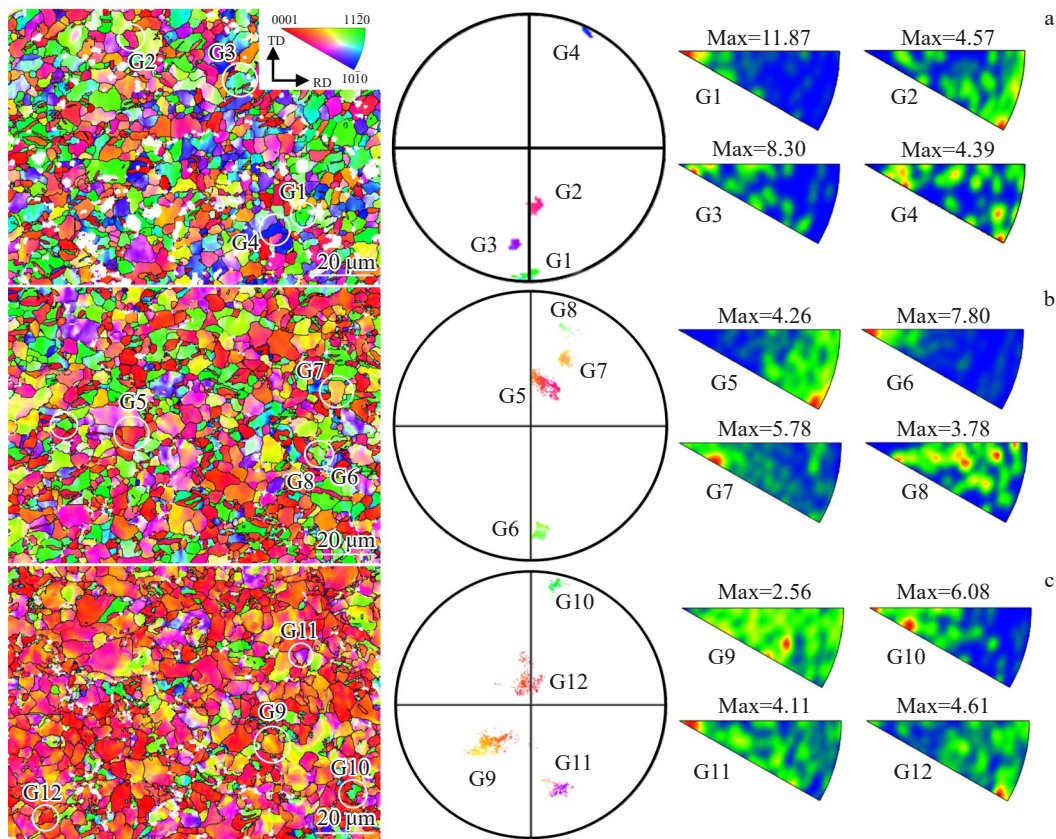 a
0001 112̄0
TD
RD
101̄0
G2
G3
G1
G4
20 μm
G4
G2
G3
G1
Max=11.87
G1
Max=4.57
G2
Max=8.30
G3
Max=4.39
G4
b
G7
G5
G8
G6
20 μm
G8
G7
G5
G6
Max=4.26
G5
Max=7.80
G6
Max=5.78
G7
Max=3.78
G8
c
G11
G9
G10
G12
20 μm
G10
G12
G9
G11
Max=2.56
G9
Max=6.08
G10
Max=4.11
G11
Max=4.61
G12